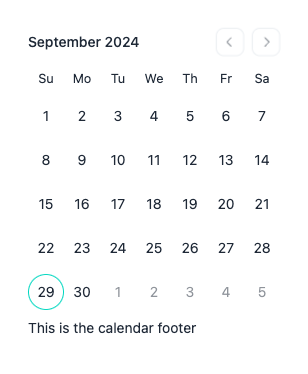 September 2024
Su Mo Tu We Th Fr Sa
1 2 3 4 5 6 7
8 9 10 11 12 13 14
15 16 17 18 19 20 21
22 23 24 25 26 27 28
29 30 1 2 3 4 5
This is the calendar footer